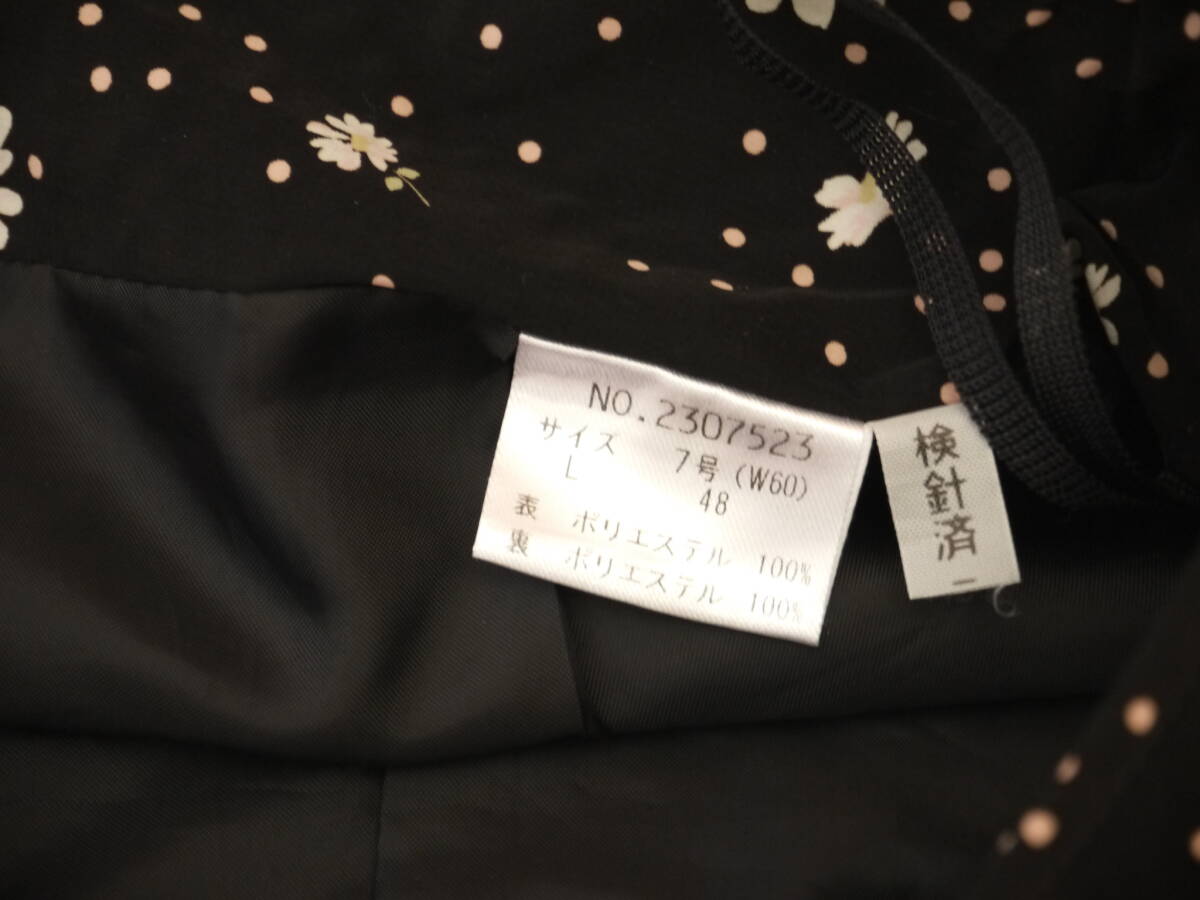 NO.2307523
サイズ 7号(W60)
L 48
表 ポリエステル 100%
裏 ポリエステル 100%
検針済